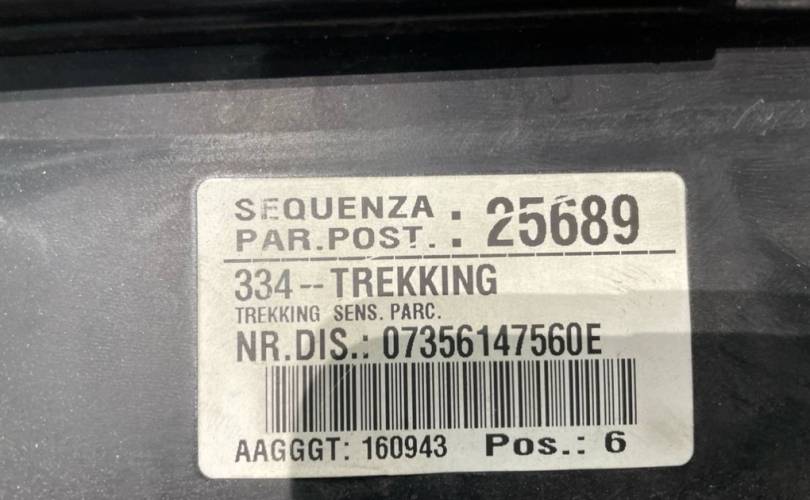 SEQUENZA : 25689
PAR.POST. :
334--TREKKING
TREKKING SENS. PARC.
NR.DIS.: 07356147560E
AAGGGT: 160943 Pos.: 6